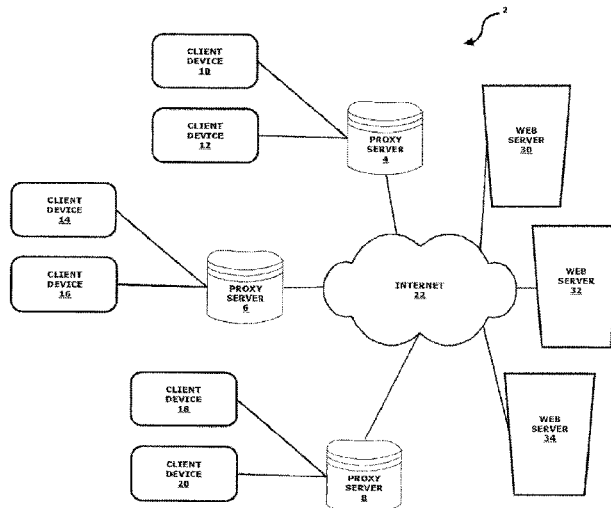 2
CLIENT
DEVICE
10
CLIENT
DEVICE
12
PROXY
SERVER
4
WEB
SERVER
30
CLIENT
DEVICE
14
CLIENT
DEVICE
16
PROXY
SERVER
6
INTERNET
22
WEB
SERVER
32
CLIENT
DEVICE
18
CLIENT
DEVICE
20
PROXY
SERVER
8
WEB
SERVER
34